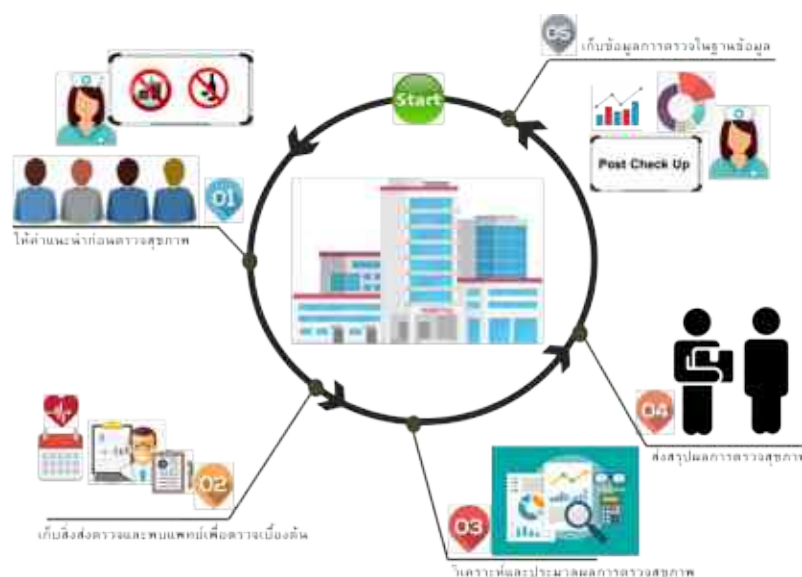 Start
01
ให้คำแนะนำก่อนตรวจสุขภาพ
02
เก็บสิ่งส่งตรวจและพบแพทย์เพื่อตรวจเบื้องต้น
03
วิเคราะห์และประมวลผลการตรวจสุขภาพ
04
ส่งสรุปผลการตรวจสุขภาพ
05
เก็บข้อมูลการตรวจในฐานข้อมูล
Post Check Up